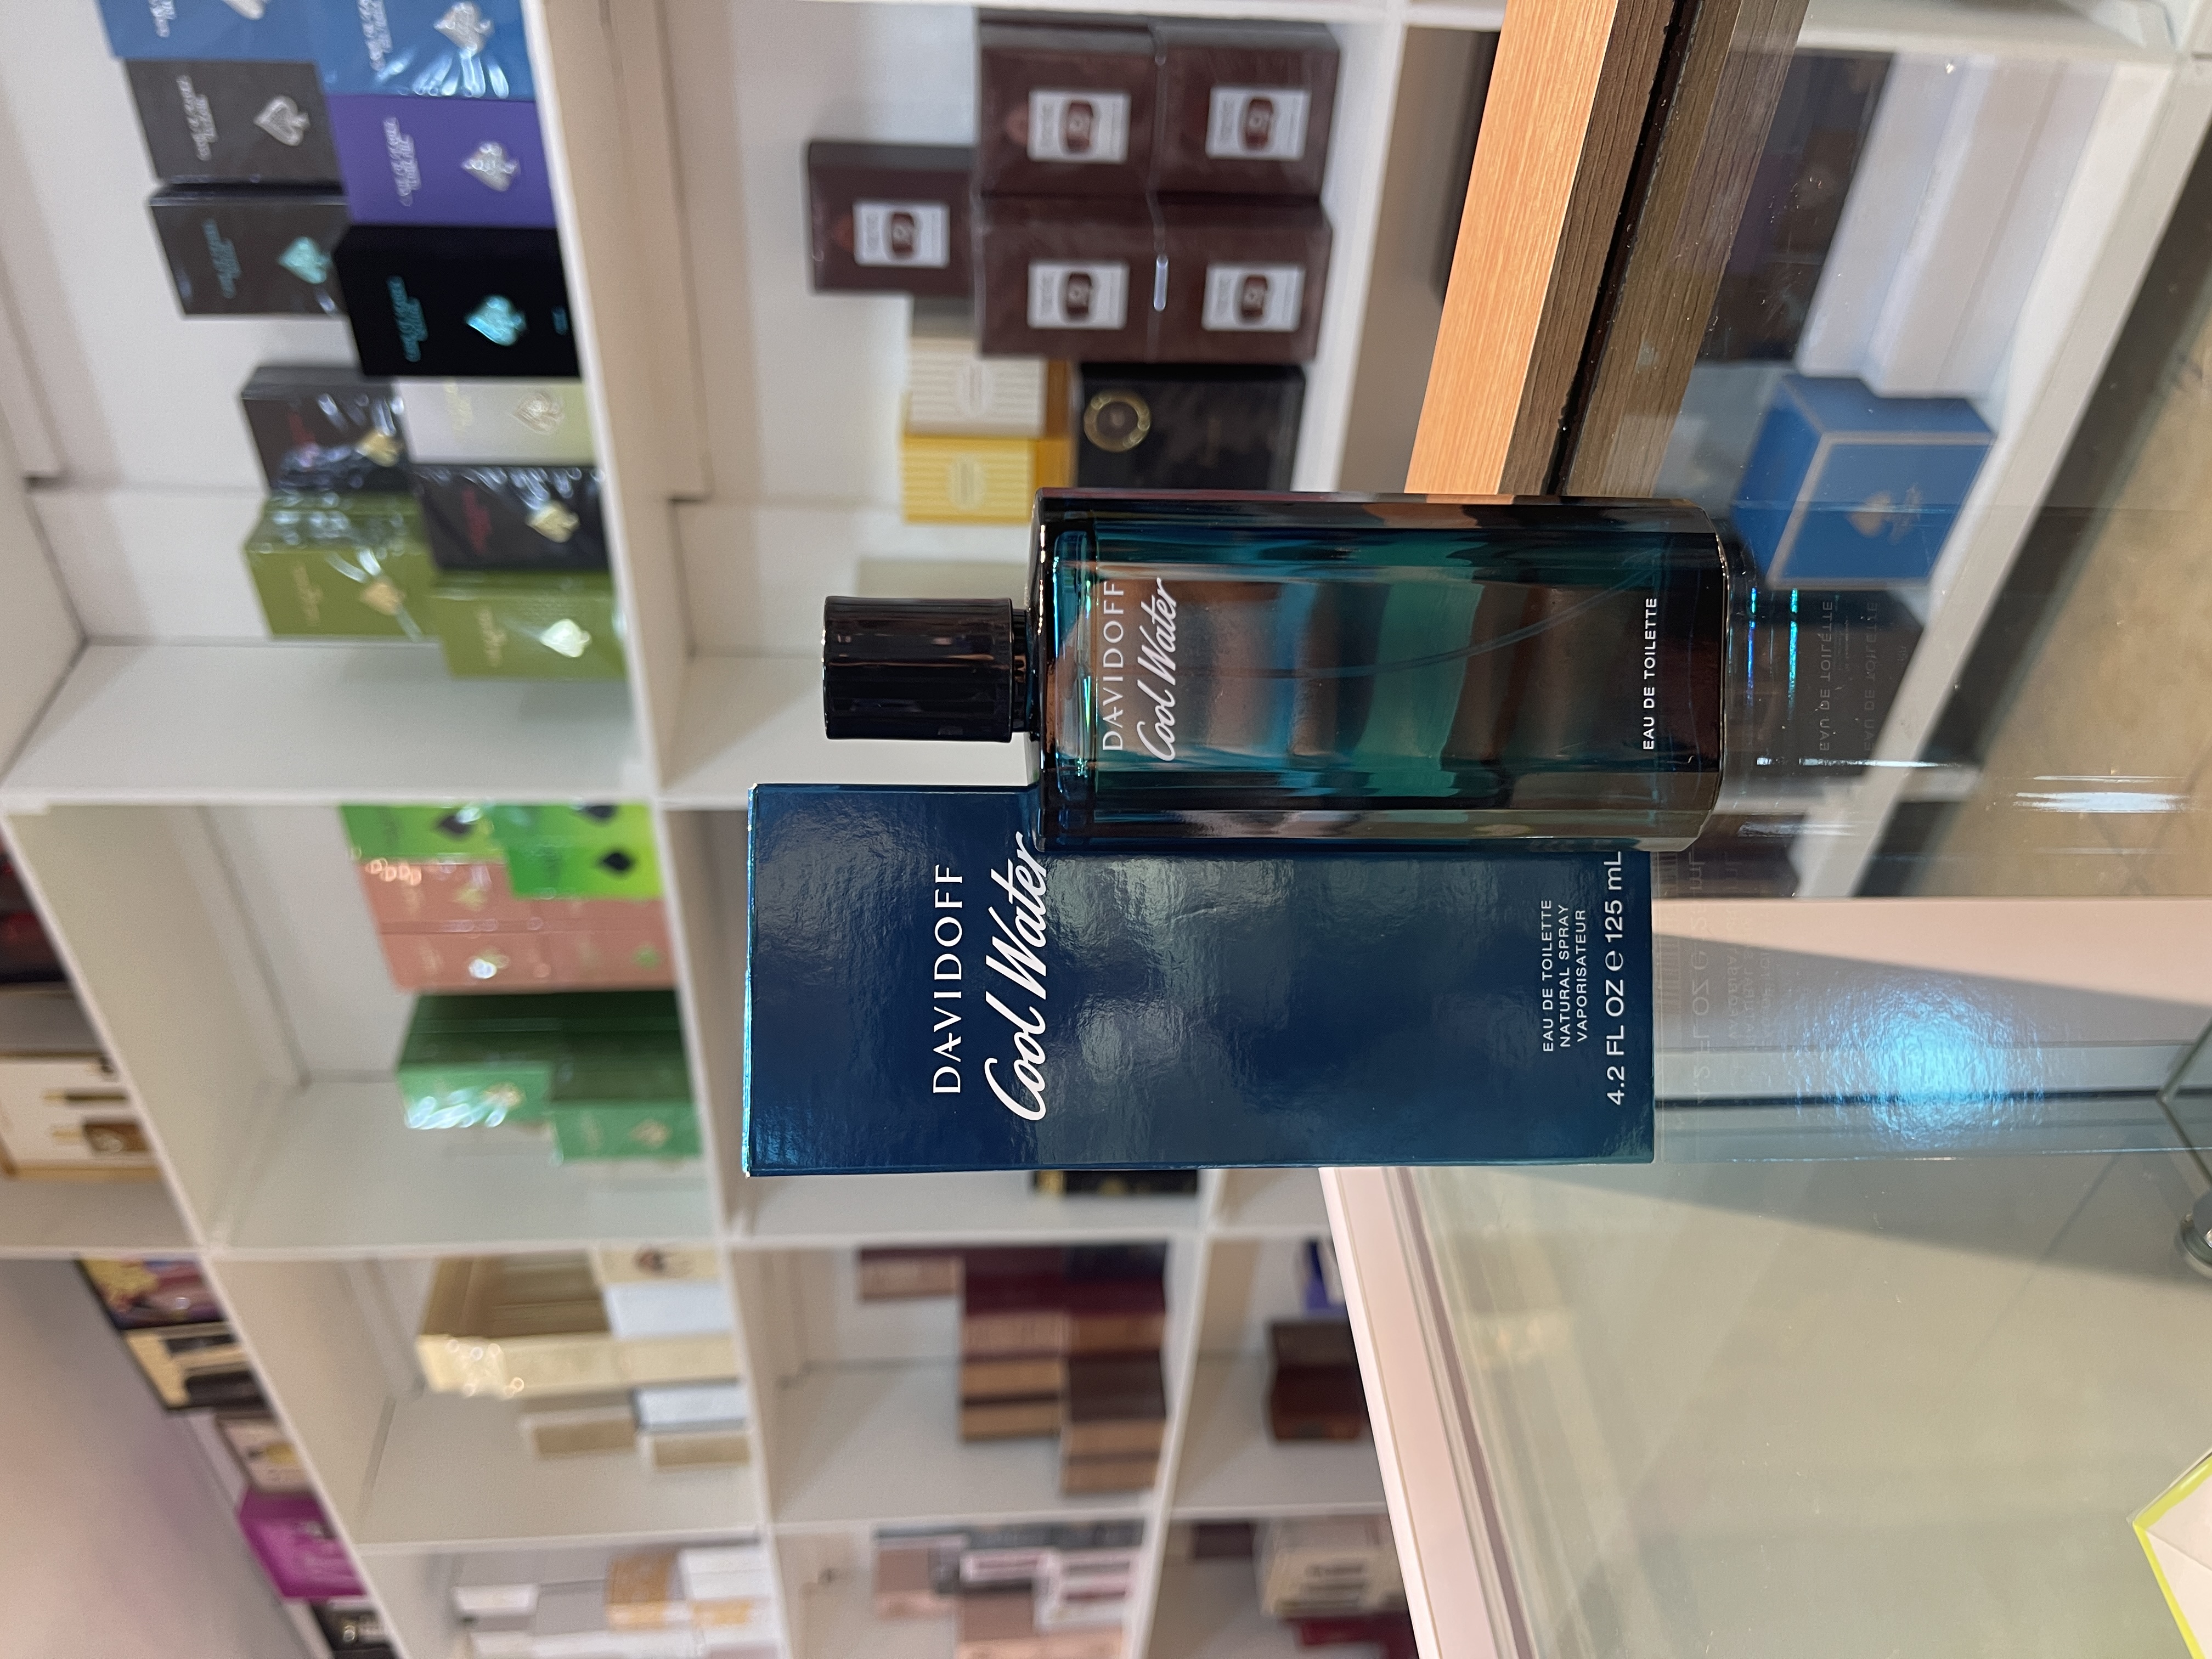 DAVIDOFF
Cool Water
EAU DE TOILETTE
NATURAL SPRAY
VAPORISATEUR
4.2 FL OZ e 125 mL
DAVIDOFF
Cool Water
EAU DE TOILETTE